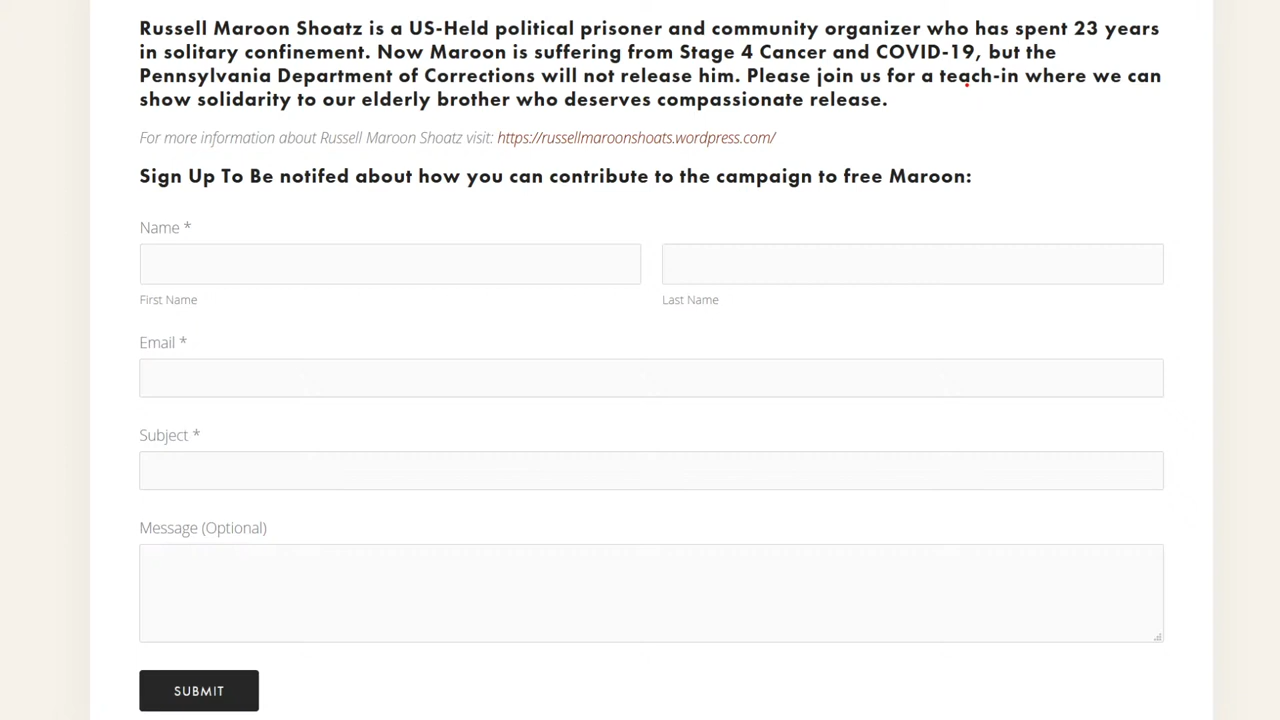 Russell Maroon Shoatz is a US-Held political prisoner and community organizer who has spent 23 years
in solitary confinement. Now Maroon is suffering from Stage 4 Cancer and COVID-19, but the
Pennsylvania Department of Corrections will not release him. Please join us for a teach-in where we can
show solidarity to our elderly brother who deserves compassionate release.
For more information about Russell Maroon Shoatz visit: https://russellmaroonshoats.wordpress.com/
Sign Up To Be notifed about how you can contribute to the campaign to free Maroon:
Name *
First Name
Last Name
Email *
Subject *
Message (Optional)
SUBMIT